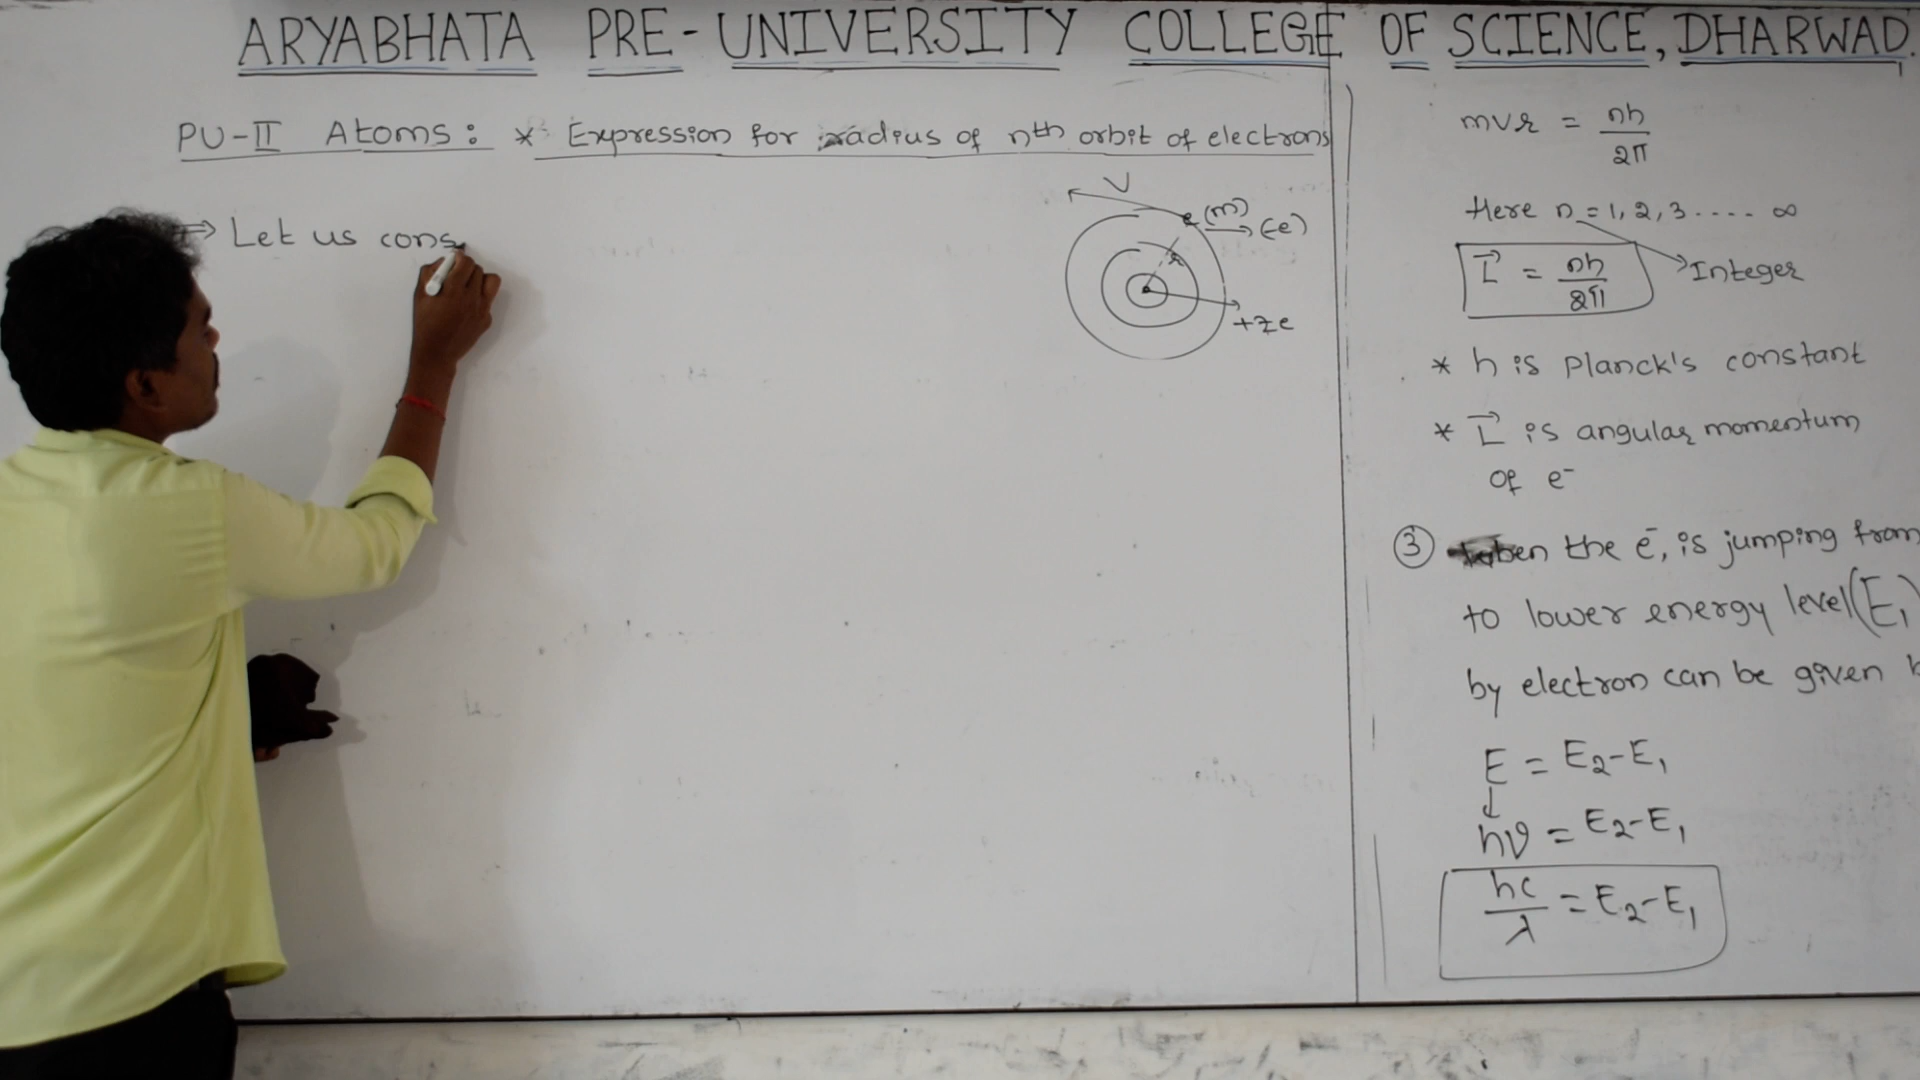 ARYABHATA PRE-UNIVERSITY COLLEGE OF SCIENCE, DHARWAD.
PU-II Atoms: * Expression for radius of nth orbit of electrons
⇒ Let us cons
V
e (m)
(-e)
r
+ze
mvr = nh/2π
Here n = 1, 2, 3 .... ∞
L⃗ = nh/2π
Integer
* h is Planck's constant
* L⃗ is angular momentum
of e⁻
③ when the e⁻, is jumping from
to lower energy level (E₁)
by electron can be given
E = E₂-E₁
↓
hν = E₂-E₁
hc/λ = E₂-E₁